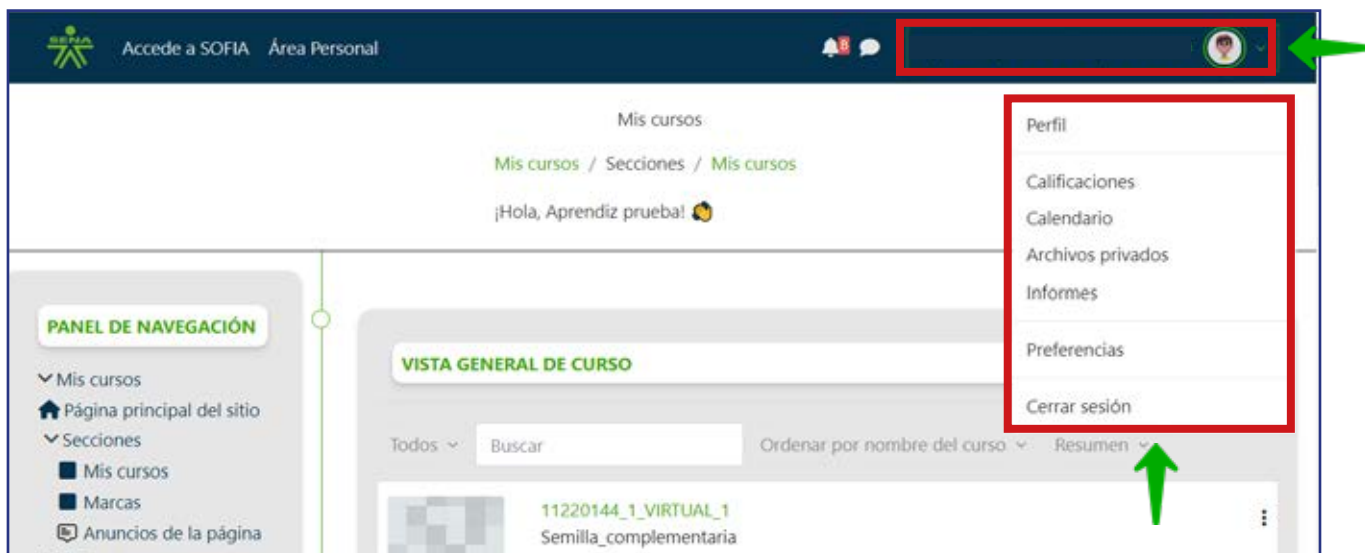 SENA
Accede a SOFIA Área Personal
8
Mis cursos
Mis cursos / Secciones / Mis cursos
¡Hola, Aprendiz prueba!
Perfil
Calificaciones
Calendario
Archivos privados
Informes
Preferencias
Cerrar sesión
PANEL DE NAVEGACIÓN
Mis cursos
Página principal del sitio
Secciones
Mis cursos
Marcas
Anuncios de la página
VISTA GENERAL DE CURSO
Todos Buscar Ordenar por nombre del curso Resumen
11220144_1_VIRTUAL_1
Semilla_complementaria